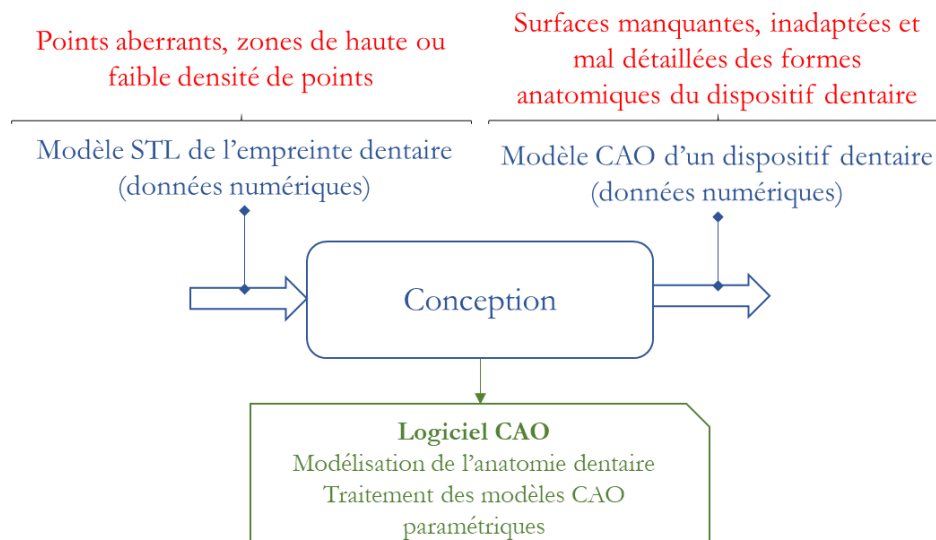 Points aberrants, zones de haute ou
faible densité de points
Surfaces manquantes, inadaptées et
mal détaillées des formes
anatomiques du dispositif dentaire
Modèle STL de l'empreinte dentaire
(données numériques)
Modèle CAO d'un dispositif dentaire
(données numériques)
Conception
Logiciel CAO
Modélisation de l'anatomie dentaire
Traitement des modèles CAO
paramétriques